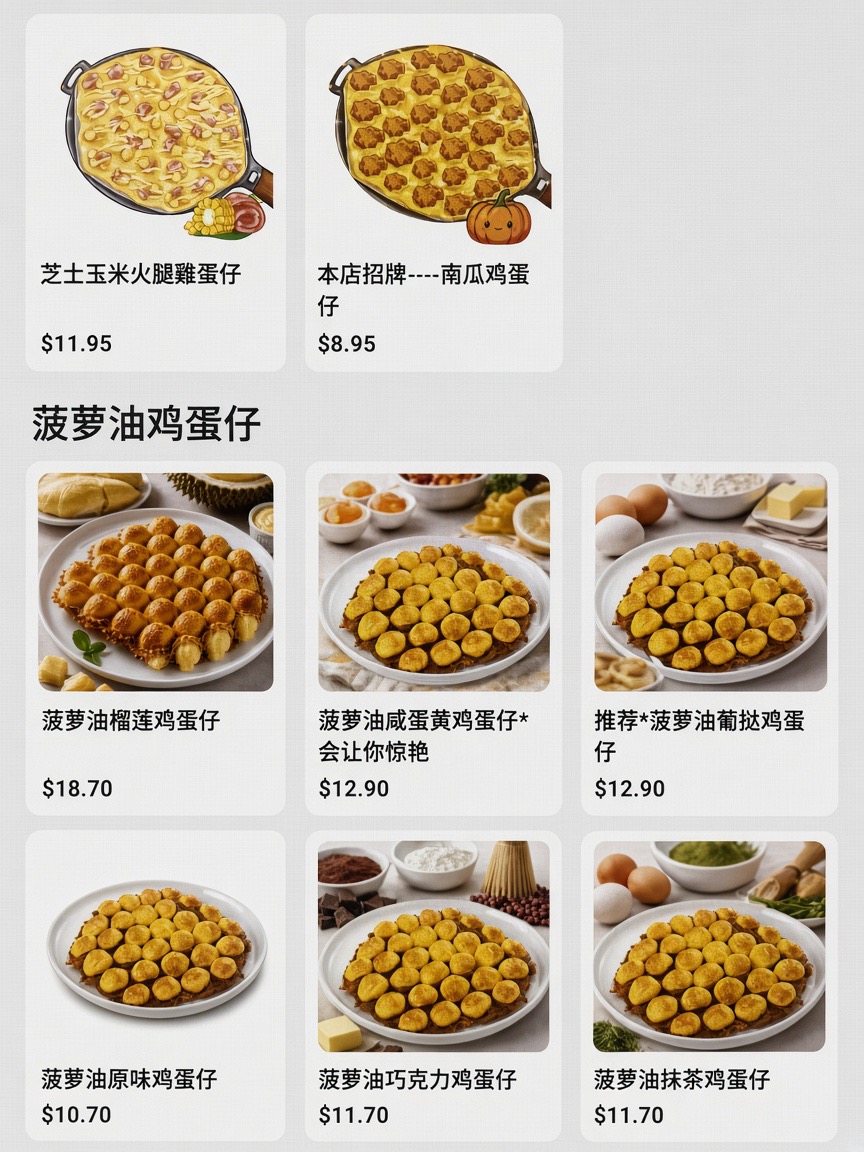 芝士玉米火腿雞蛋仔
$11.95
本店招牌----南瓜鸡蛋
仔
$8.95
菠萝油鸡蛋仔
菠萝油榴莲鸡蛋仔
$18.70
菠萝油咸蛋黄鸡蛋仔*
会让你惊艳
$12.90
推荐*菠萝油葡挞鸡蛋
仔
$12.90
菠萝油原味鸡蛋仔
$10.70
菠萝油巧克力鸡蛋仔
$11.70
菠萝油抹茶鸡蛋仔
$11.70